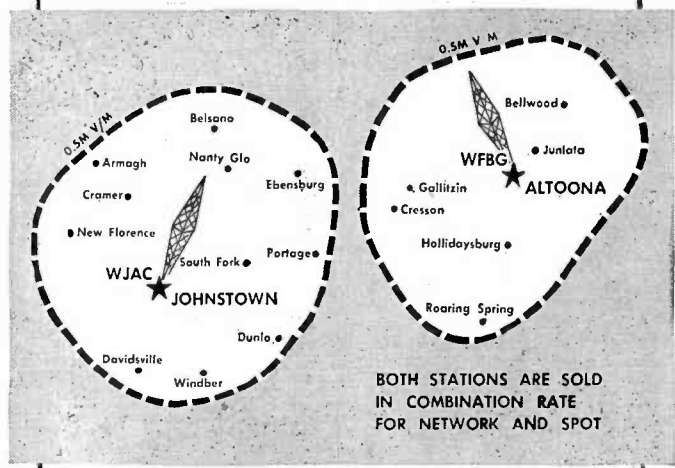 0.5M V/M
Belsano
Armagh
Nanty Glo
Ebensburg
Cramer
New Florence
South Fork
Portage
WJAC
JOHNSTOWN
Dunlo
Davidsville
Windber
0.5M V M
Bellwood
WFBG
Juniata
Gallitzin
ALTOONA
Cresson
Hollidaysburg
Roaring Spring
BOTH STATIONS ARE SOLD
IN COMBINATION RATE
FOR NETWORK AND SPOT